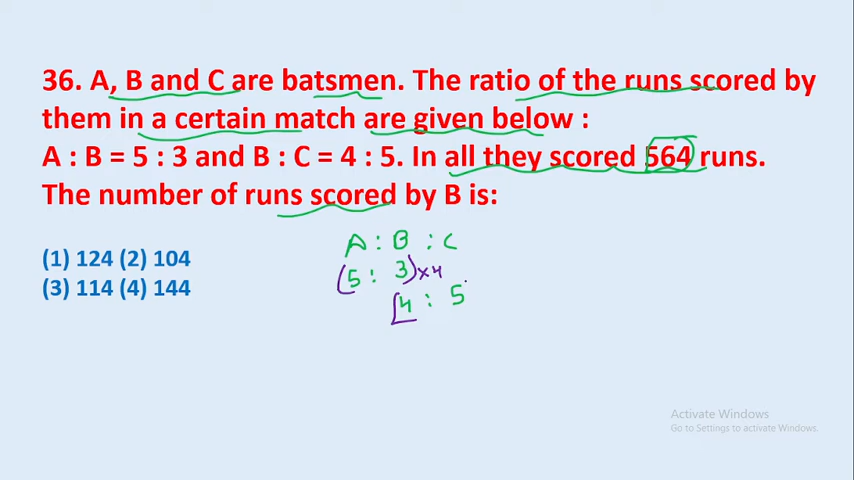 36. A, B and C are batsmen. The ratio of the runs scored by
them in a certain match are given below :
A : B = 5 : 3 and B : C = 4 : 5. In all they scored 564 runs.
The number of runs scored by B is:
(1) 124 (2) 104
(3) 114 (4) 144
A : B : C
(5 : 3)×4
[4 : 5
Activate Windows
Go to Settings to activate Windows.